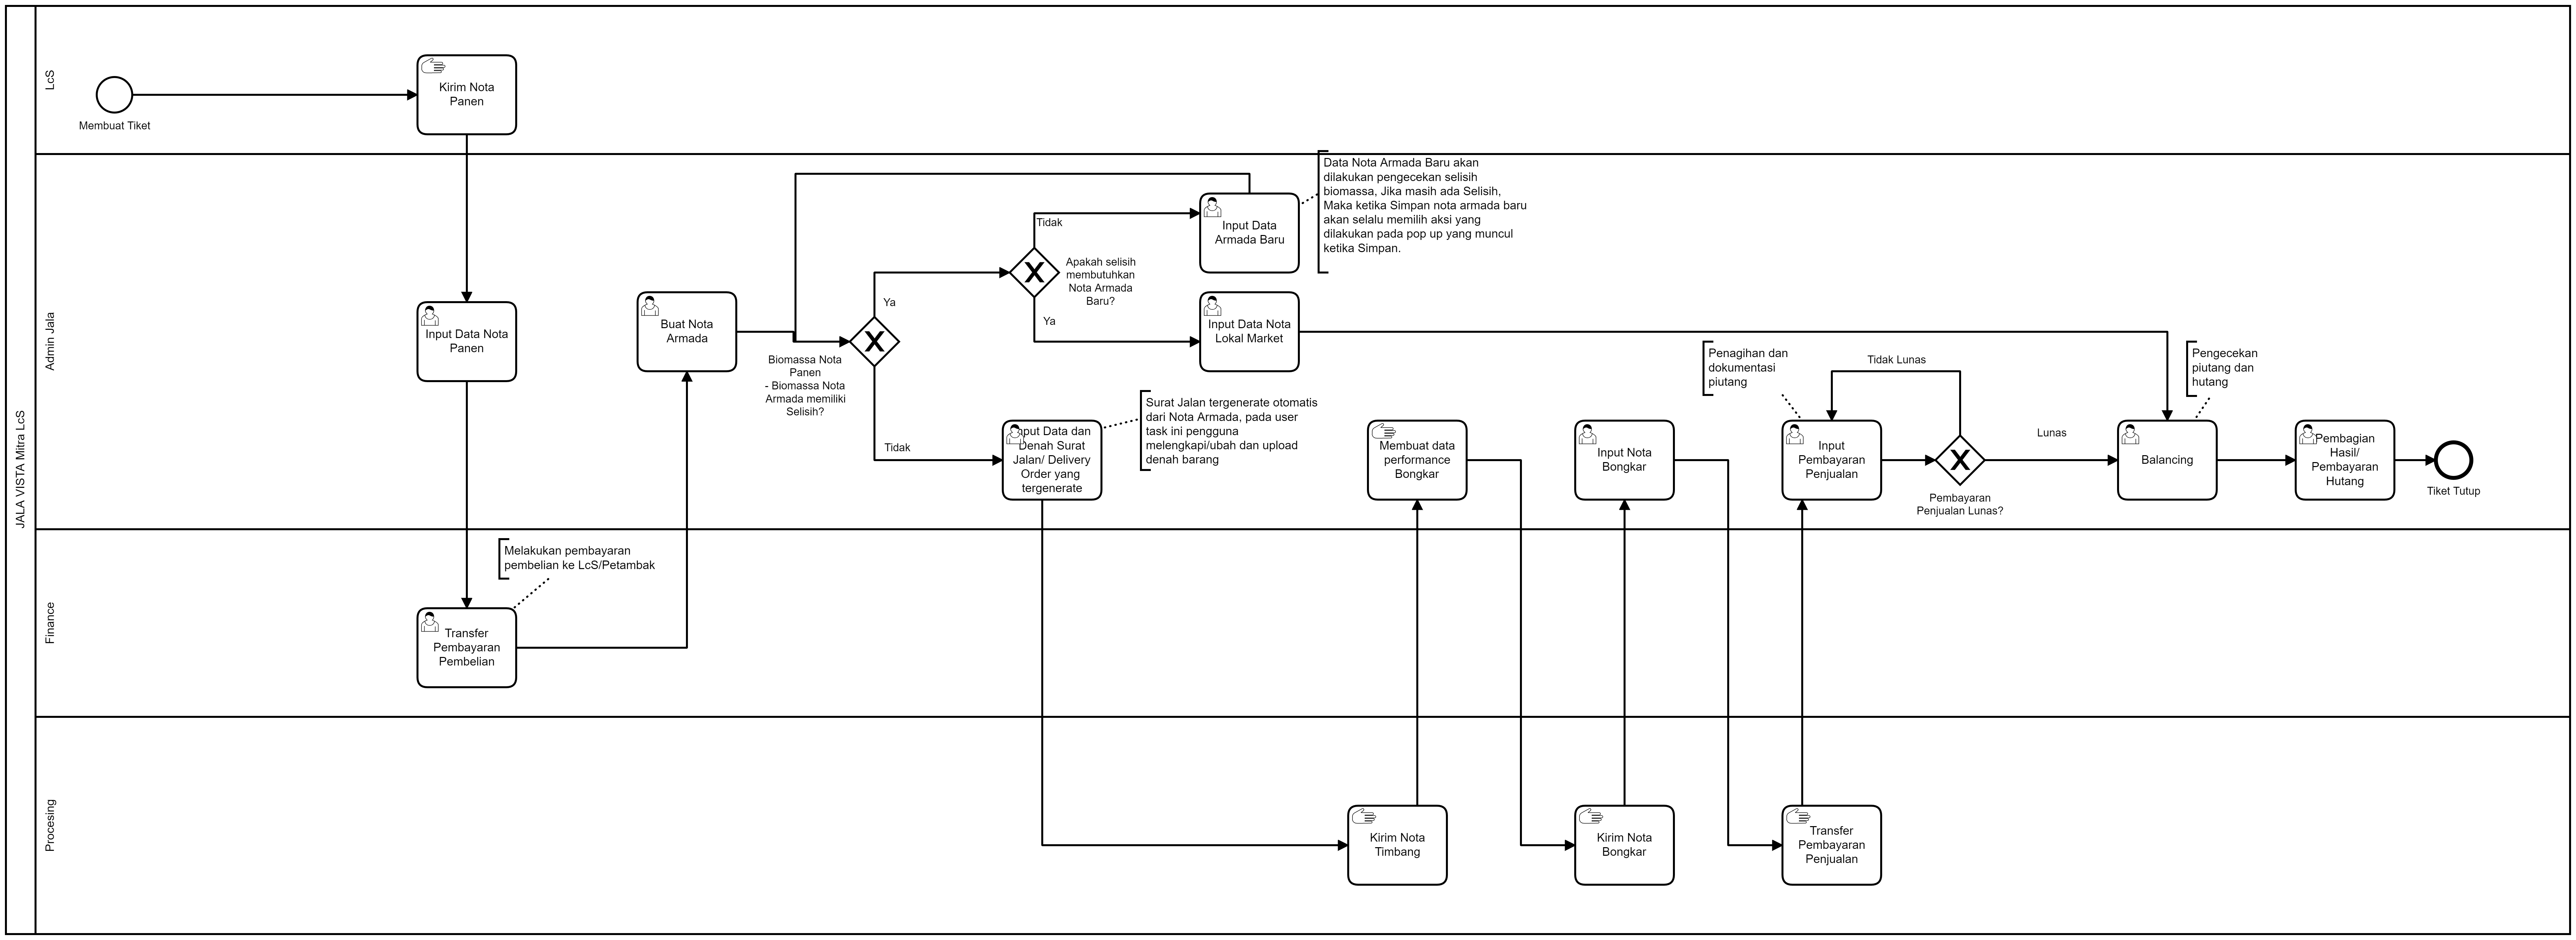 JALA VISTA Mitra LcS
LcS
Membuat Tiket
Kirim Nota
Panen
Admin Jala
Input Data Nota
Panen
Buat Nota
Armada
Biomassa Nota
Panen
- Biomassa Nota
Armada memiliki
Selisih?
Ya
Tidak
Apakah selisih
membutuhkan
Nota Armada
Baru?
Tidak
Ya
Input Data
Armada Baru
Data Nota Armada Baru akan
dilakukan pengecekan selisih
biomassa, Jika masih ada Selisih,
Maka ketika Simpan nota armada baru
akan selalu memilih aksi yang
dilakukan pada pop up yang muncul
ketika Simpan.
Input Data Nota
Lokal Market
Input Data dan
Denah Surat
Jalan/ Delivery
Order yang
tergenerate
Surat Jalan tergenerate otomatis
dari Nota Armada, pada user
task ini pengguna
melengkapi/ubah dan upload
denah barang
Membuat data
performance
Bongkar
Input Nota
Bongkar
Penagihan dan
dokumentasi
piutang
Input
Pembayaran
Penjualan
Tidak Lunas
Pembayaran
Penjualan Lunas?
Lunas
Pengecekan
piutang dan
hutang
Balancing
Pembagian
Hasil/
Pembayaran
Hutang
Tiket Tutup
Finance
Melakukan pembayaran
pembelian ke LcS/Petambak
Transfer
Pembayaran
Pembelian
Procesing
Kirim Nota
Timbang
Kirim Nota
Bongkar
Transfer
Pembayaran
Penjualan